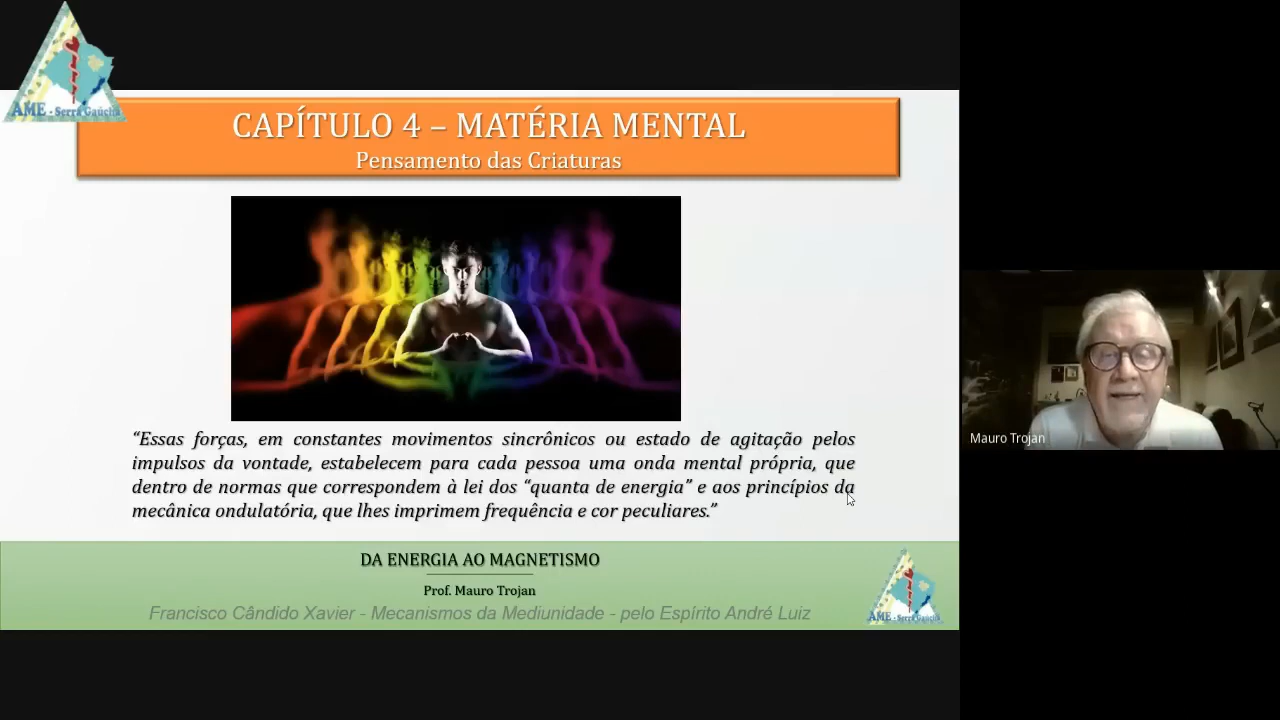 AME - Serra Gaúcha
CAPÍTULO 4 – MATÉRIA MENTAL
Pensamento das Criaturas
“Essas forças, em constantes movimentos sincrônicos ou estado de agitação pelos
impulsos da vontade, estabelecem para cada pessoa uma onda mental própria, que
dentro de normas que correspondem à lei dos “quanta de energia” e aos princípios da
mecânica ondulatória, que lhes imprimem frequência e cor peculiares.”
Mauro Trojan
DA ENERGIA AO MAGNETISMO
Prof. Mauro Trojan
Francisco Cândido Xavier - Mecanismos da Mediunidade - pelo Espírito André Luiz
AME - Serra Gaúcha